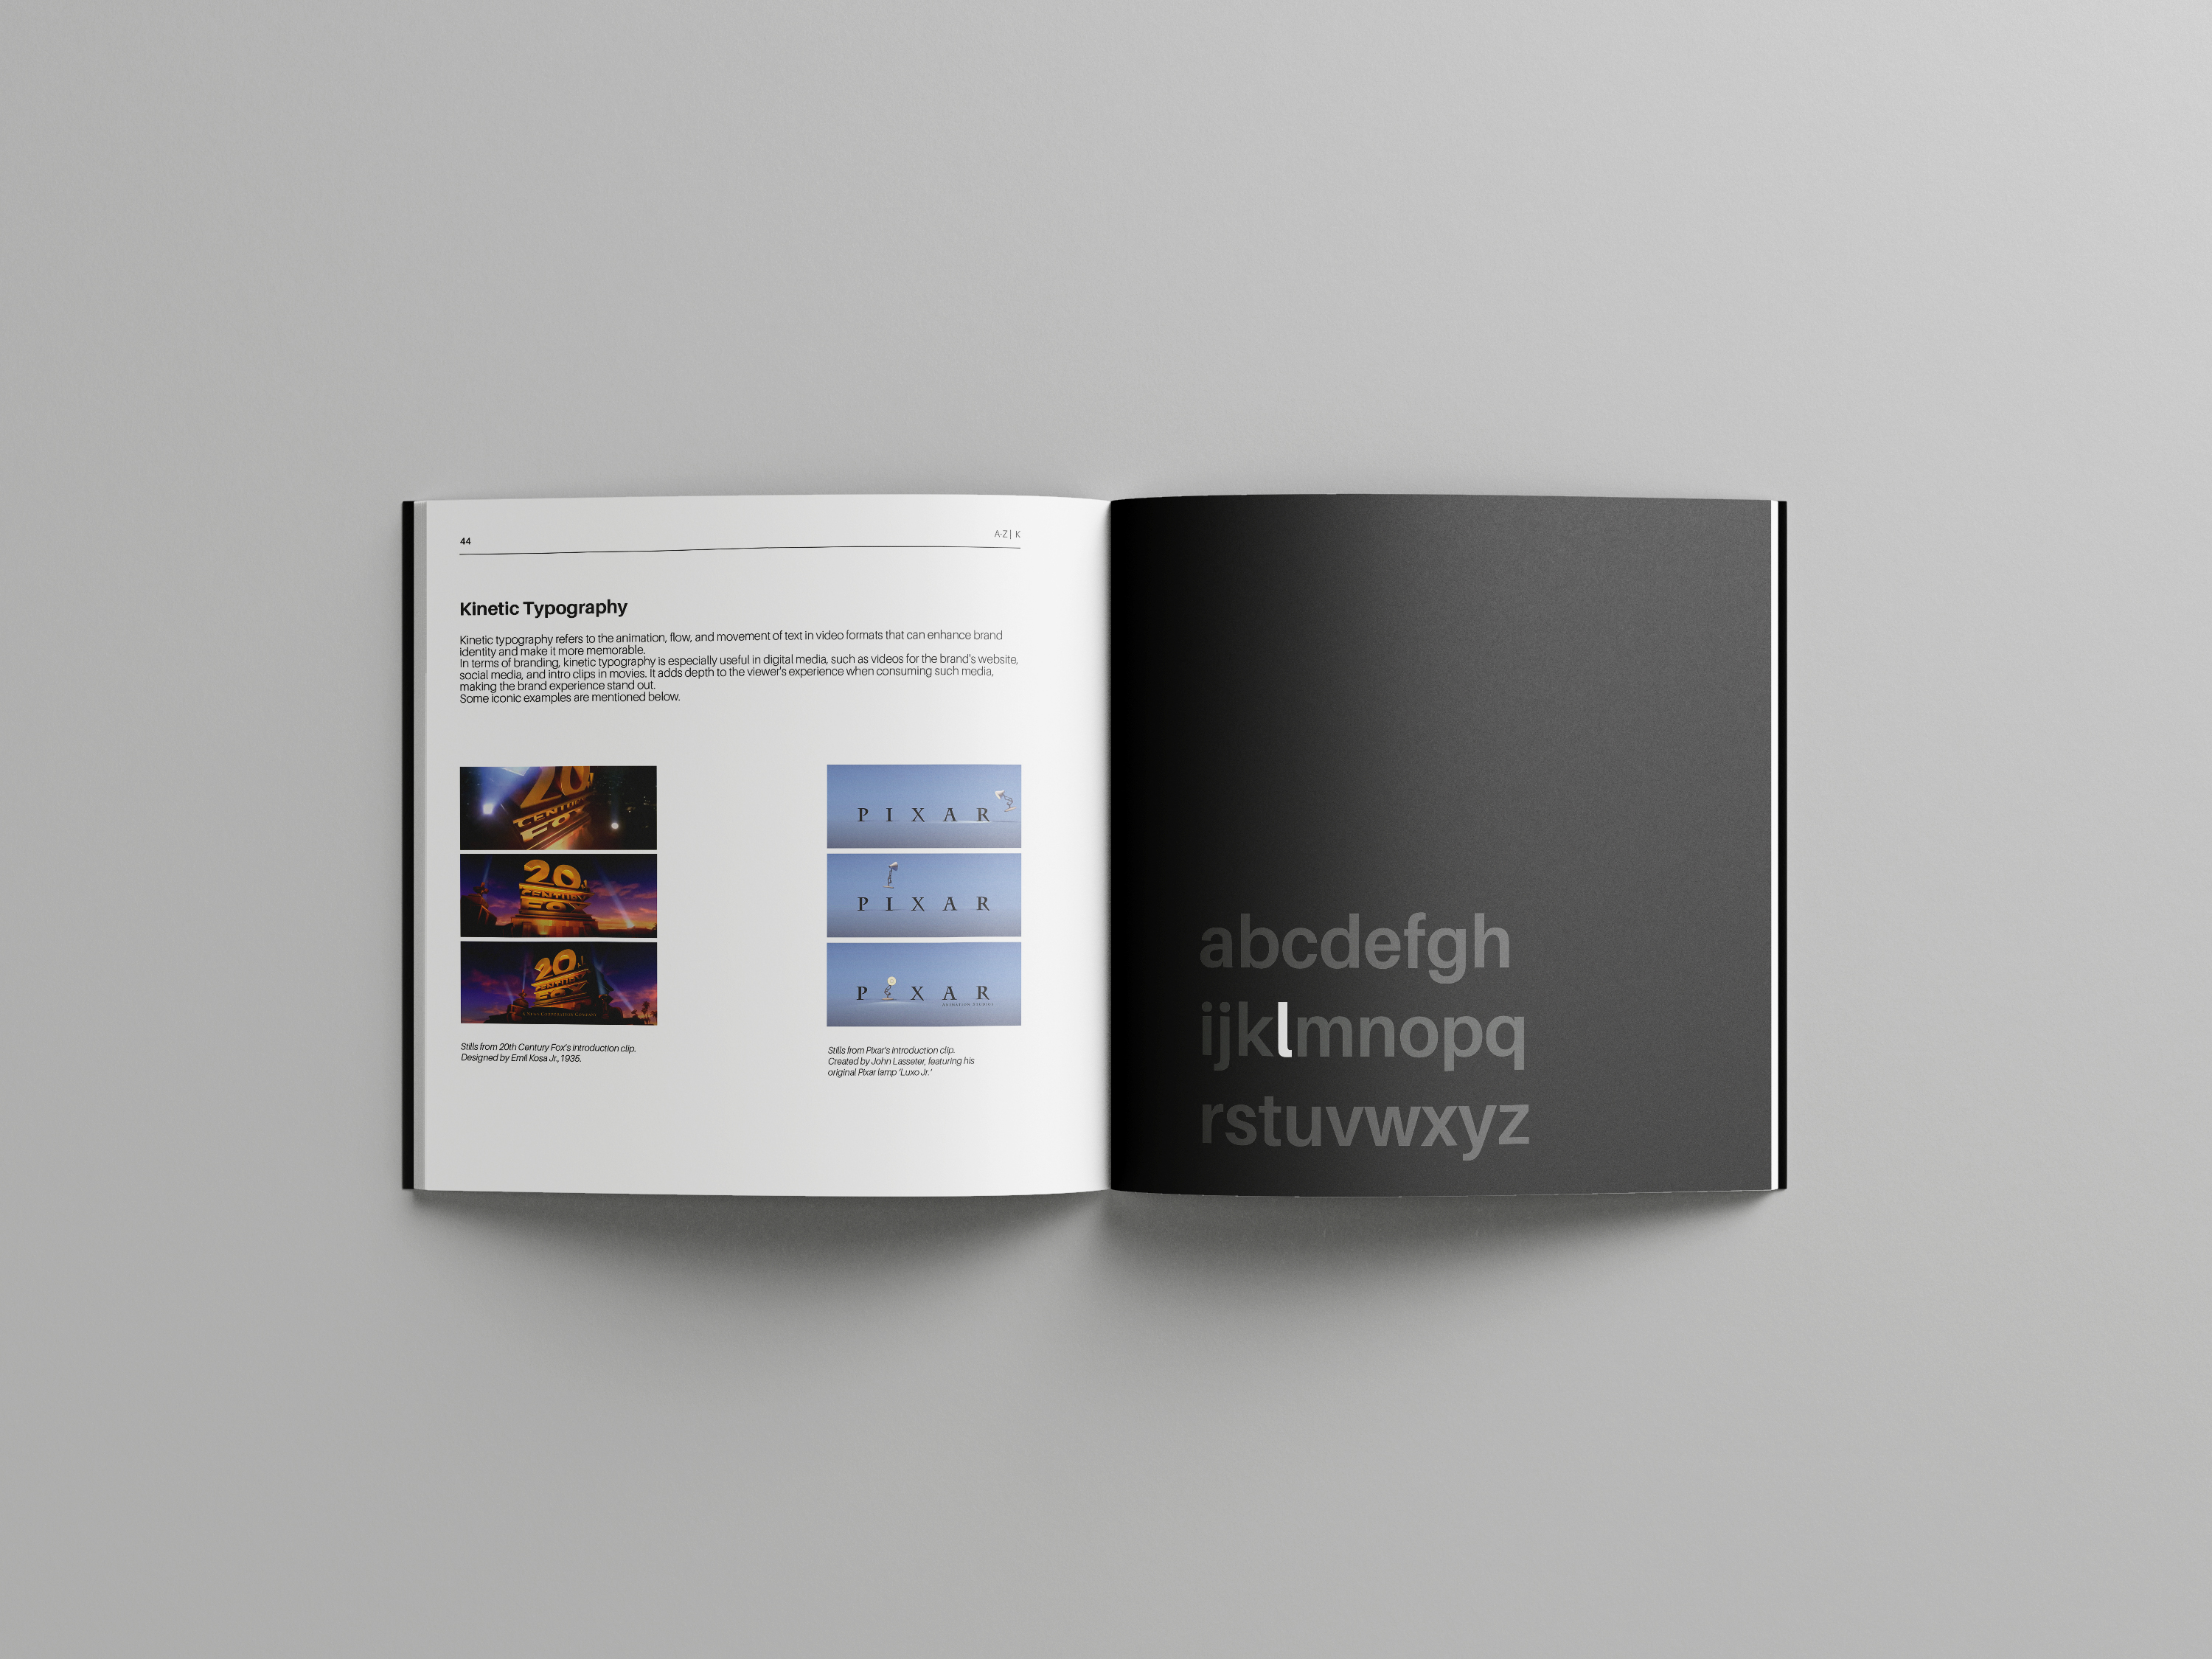 44
A-Z| K
Kinetic Typography
Kinetic typography refers to the animation, flow, and movement of text in video formats that can enhance brand
identity and make it more memorable.
In terms of branding, kinetic typography is especially useful in digital media, such as videos for the brand's website,
social media, and intro clips in movies. It adds depth to the viewer's experience when consuming such media,
making the brand experience stand out.
Some iconic examples are mentioned below.
20
CENTURY
FOX
20
CENTURY
FOX
20
CENTURY
FOX
A NEWS CORPORATION COMPANY
Stills from 20th Century Fox's introduction clip.
Designed by Emil Kosa Jr., 1935.
PIXAR
PIXAR
P XAR
ANIMATION STUDIOS
Stills from Pixar's introduction clip.
Created by John Lasseter, featuring his
original Pixar lamp 'Luxo Jr.'
abcdefgh
ijklmnopq
rstuvwxyz